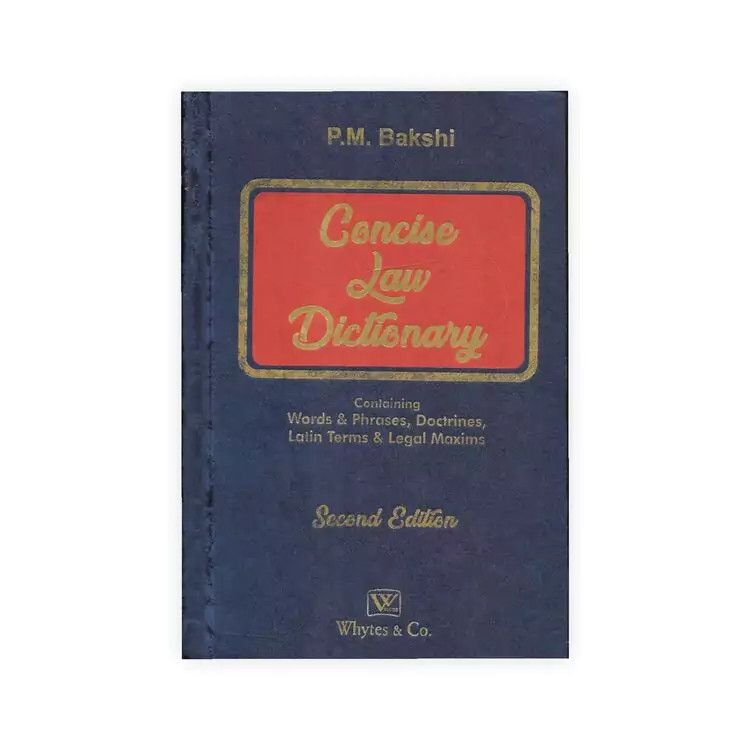 P.M. Bakshi
Concise
Law
Dictionary
Containing
Words & Phrases, Doctrines,
Latin Terms & Legal Maxims
Second Edition
W
Whytes & Co.